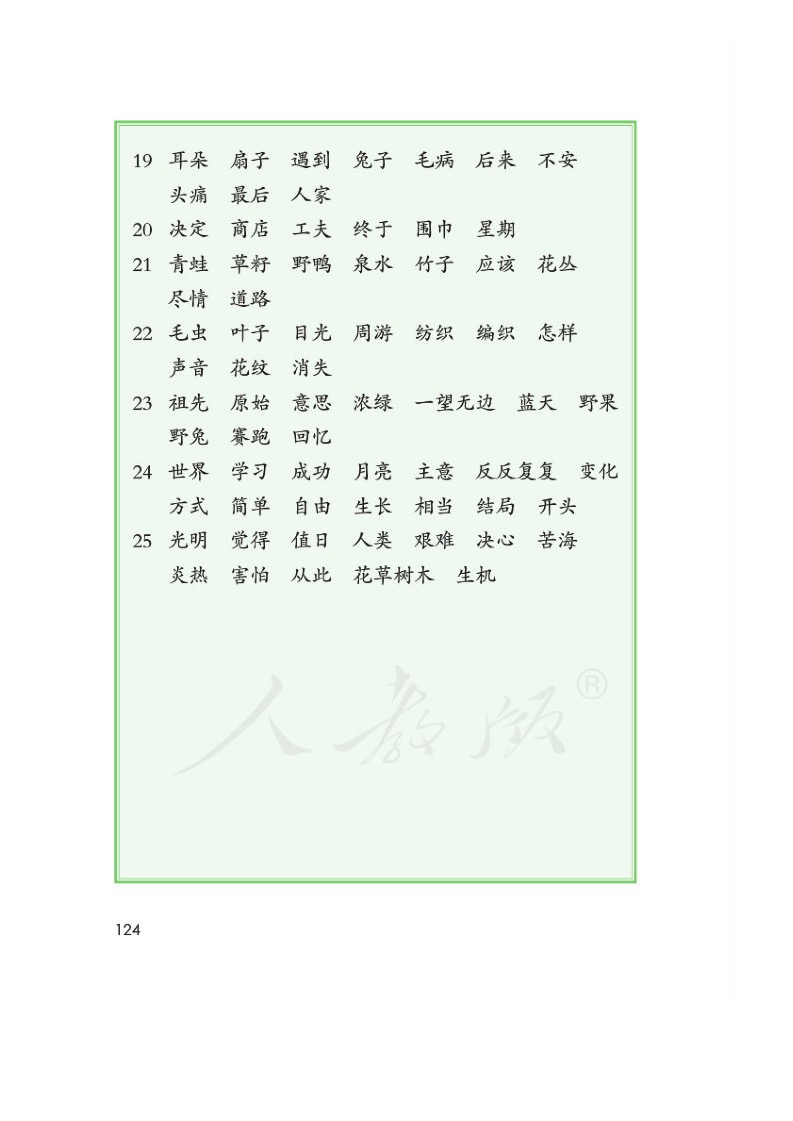 19 耳朵 扇子 遇到 兔子 毛病 后来 不安
头痛 最后 人家
20 决定 商店 工夫 终于 围巾 星期
21 青蛙 草籽 野鸭 泉水 竹子 应该 花丛
尽情 道路
22 毛虫 叶子 目光 周游 纺织 编织 怎样
声音 花纹 消失
23 祖先 原始 意思 浓绿 一望无边 蓝天 野果
野兔 赛跑 回忆
24 世界 学习 成功 月亮 主意 反反复复 变化
方式 简单 自由 生长 相当 结局 开头
25 光明 觉得 值日 人类 艰难 决心 苦海
炎热 害怕 从此 花草树木 生机
人教版®
124